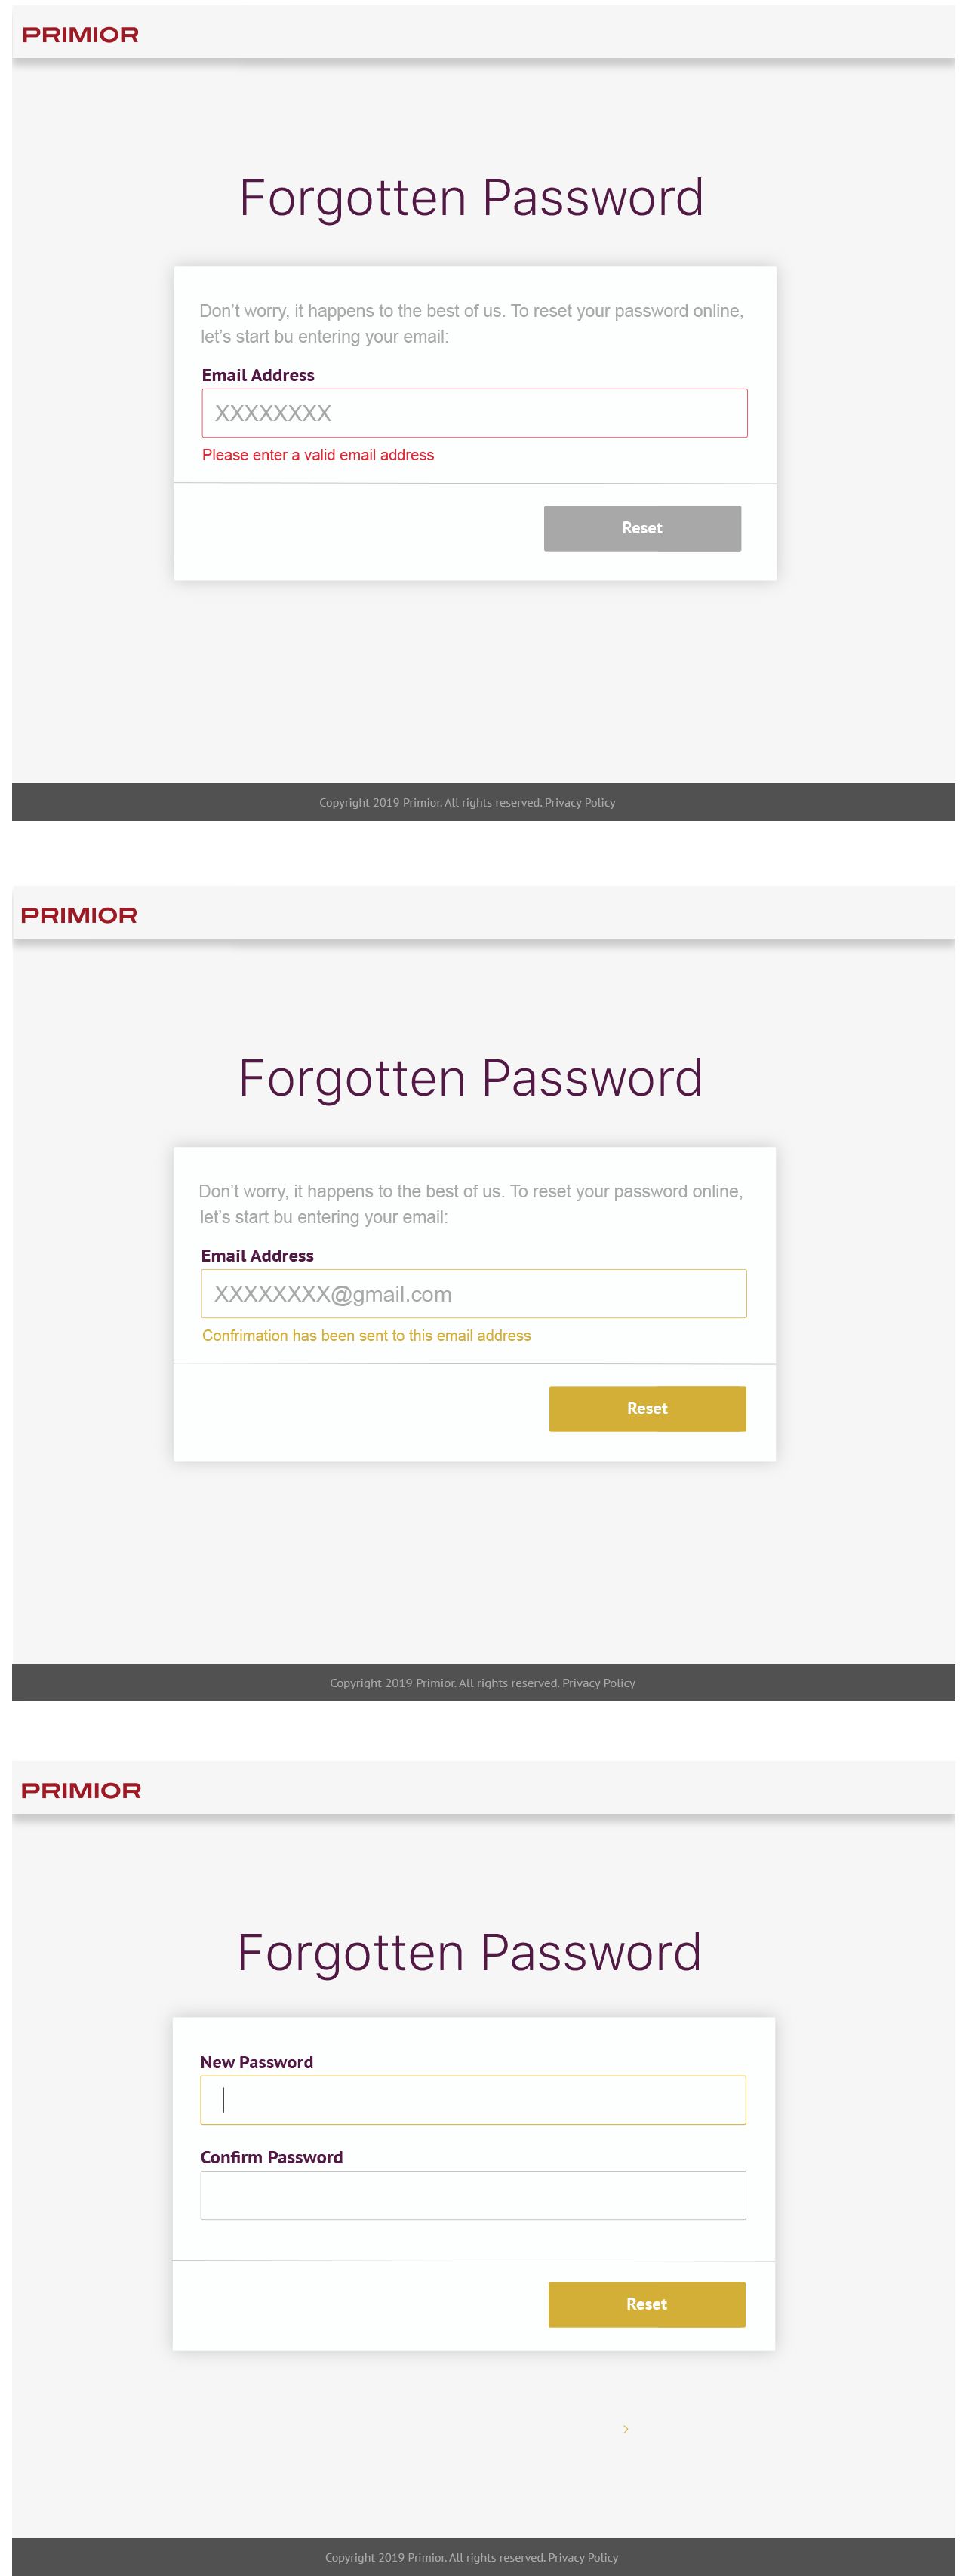 PRIMIOR
Forgotten Password
Don't worry, it happens to the best of us. To reset your password online,
let's start bu entering your email:
Email Address
XXXXXXXX
Please enter a valid email address
Reset
Copyright 2019 Primior. All rights reserved. Privacy Policy
PRIMIOR
Forgotten Password
Don't worry, it happens to the best of us. To reset your password online,
let's start bu entering your email:
Email Address
XXXXXXXX@gmail.com
Confrimation has been sent to this email address
Reset
Copyright 2019 Primior. All rights reserved. Privacy Policy
PRIMIOR
Forgotten Password
New Password
Confirm Password
Reset
Copyright 2019 Primior. All rights reserved. Privacy Policy